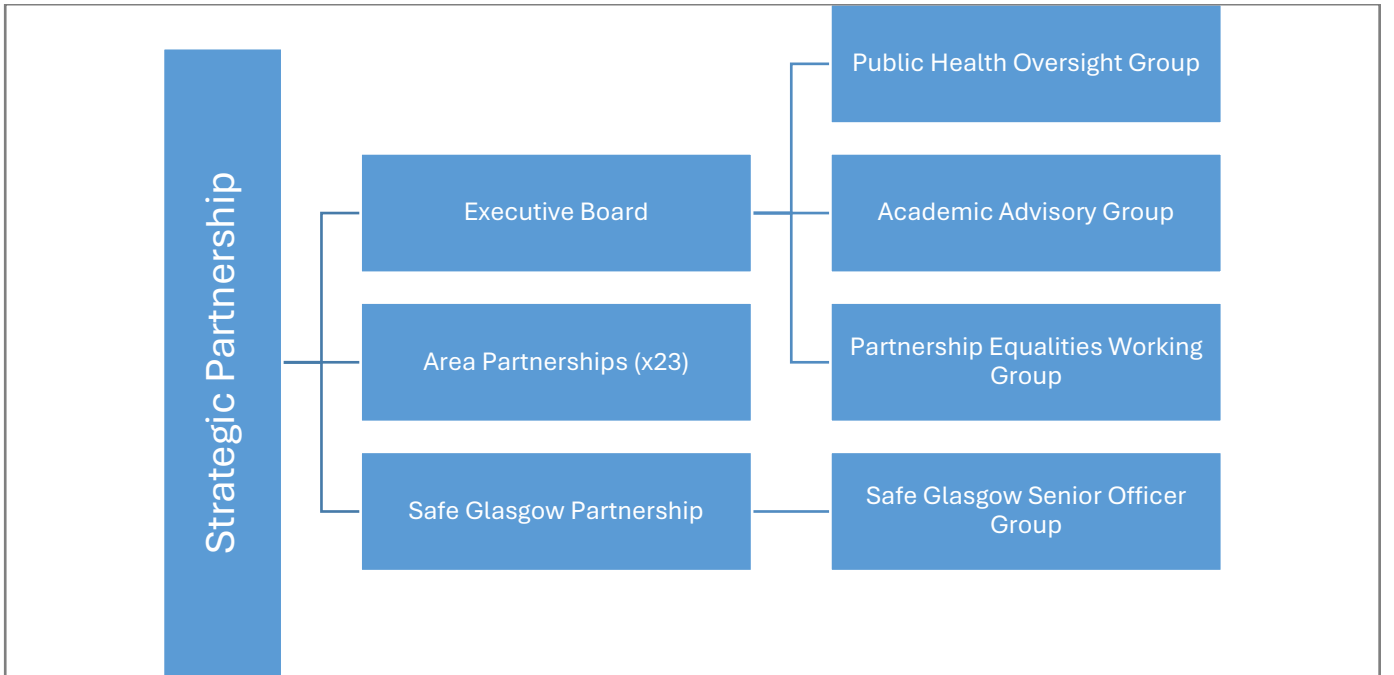 Strategic Partnership
Executive Board
Area Partnerships (x23)
Safe Glasgow Partnership
Public Health Oversight Group
Academic Advisory Group
Partnership Equalities Working
Group
Safe Glasgow Senior Officer
Group